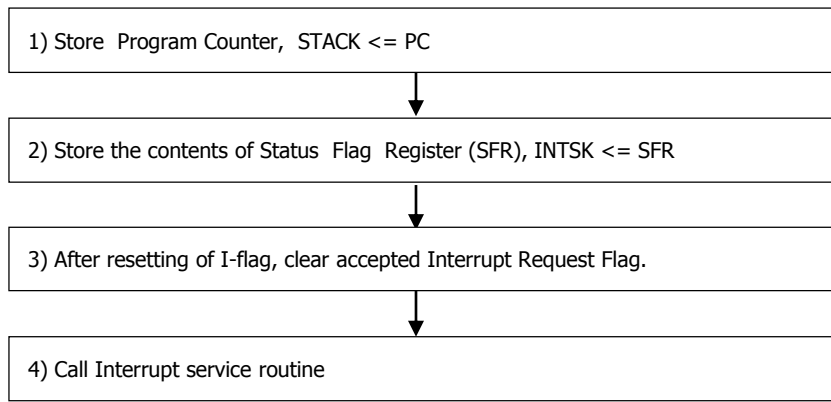 1) Store Program Counter, STACK <= PC
2) Store the contents of Status Flag Register (SFR), INTSK <= SFR
3) After resetting of I-flag, clear accepted Interrupt Request Flag.
4) Call Interrupt service routine